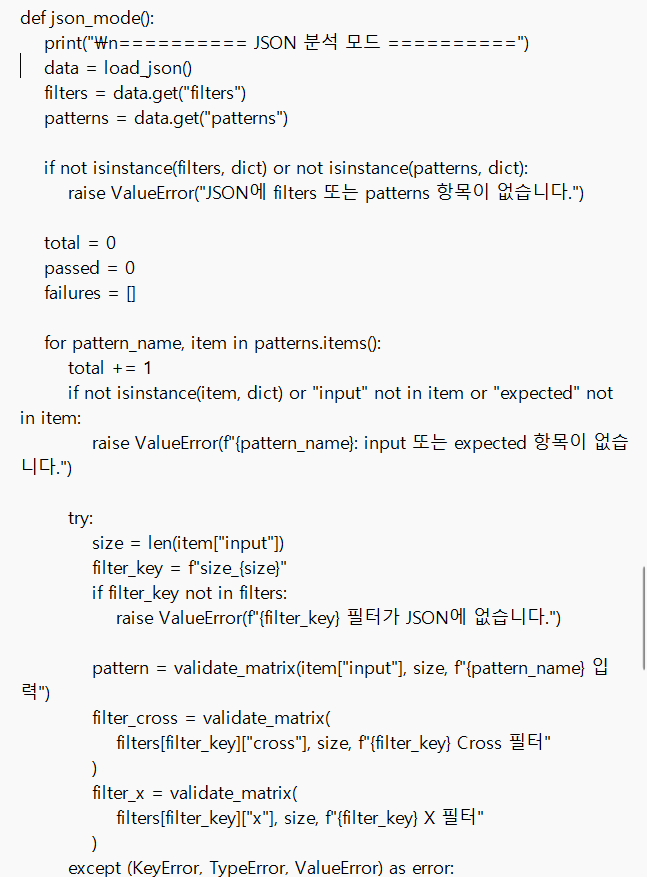 def json_mode():
    print("₩n========== JSON 분석 모드 ==========")
    data = load_json()
    filters = data.get("filters")
    patterns = data.get("patterns")

    if not isinstance(filters, dict) or not isinstance(patterns, dict):
        raise ValueError("JSON에 filters 또는 patterns 항목이 없습니다.")

    total = 0
    passed = 0
    failures = []

    for pattern_name, item in patterns.items():
        total += 1
        if not isinstance(item, dict) or "input" not in item or "expected" not
in item:
            raise ValueError(f"{pattern_name}: input 또는 expected 항목이 없습
니다.")

        try:
            size = len(item["input"])
            filter_key = f"size_{size}"
            if filter_key not in filters:
                raise ValueError(f"{filter_key} 필터가 JSON에 없습니다.")

            pattern = validate_matrix(item["input"], size, f"{pattern_name} 입
력")
            filter_cross = validate_matrix(
                filters[filter_key]["cross"], size, f"{filter_key} Cross 필터"
            )
            filter_x = validate_matrix(
                filters[filter_key]["x"], size, f"{filter_key} X 필터"
            )
        except (KeyError, TypeError, ValueError) as error: